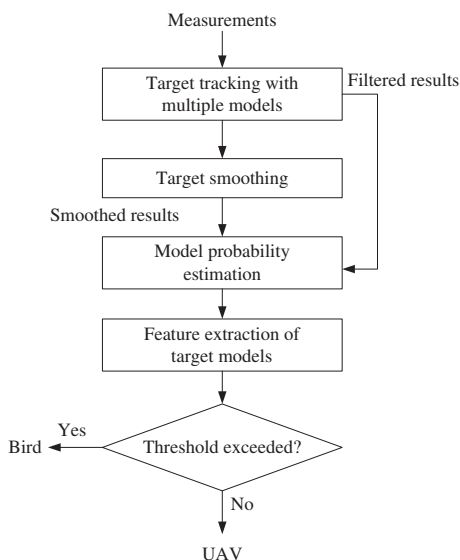 Measurements
Target tracking with
multiple models
Filtered results
Target smoothing
Smoothed results
Model probability
estimation
Feature extraction of
target models
Threshold exceeded?
Yes
Bird
No
UAV